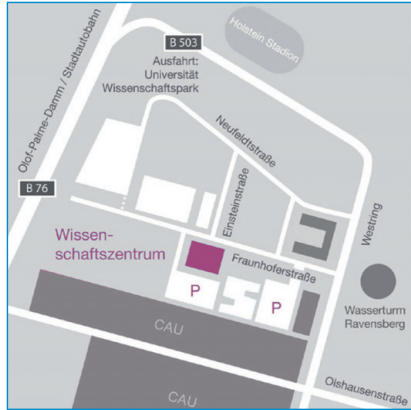 Holstein Stadion
B 503
Ausfahrt:
Universität
Wissenschaftspark
Olof-Palme-Damm / Stadtautobahn
Neufeldtstraße
B 76
Einsteinstraße
Westring
Wissen-
schaftszentrum
Fraunhoferstraße
P
P
Wasserturm
Ravensberg
CAU
Olshausenstraße
CAU